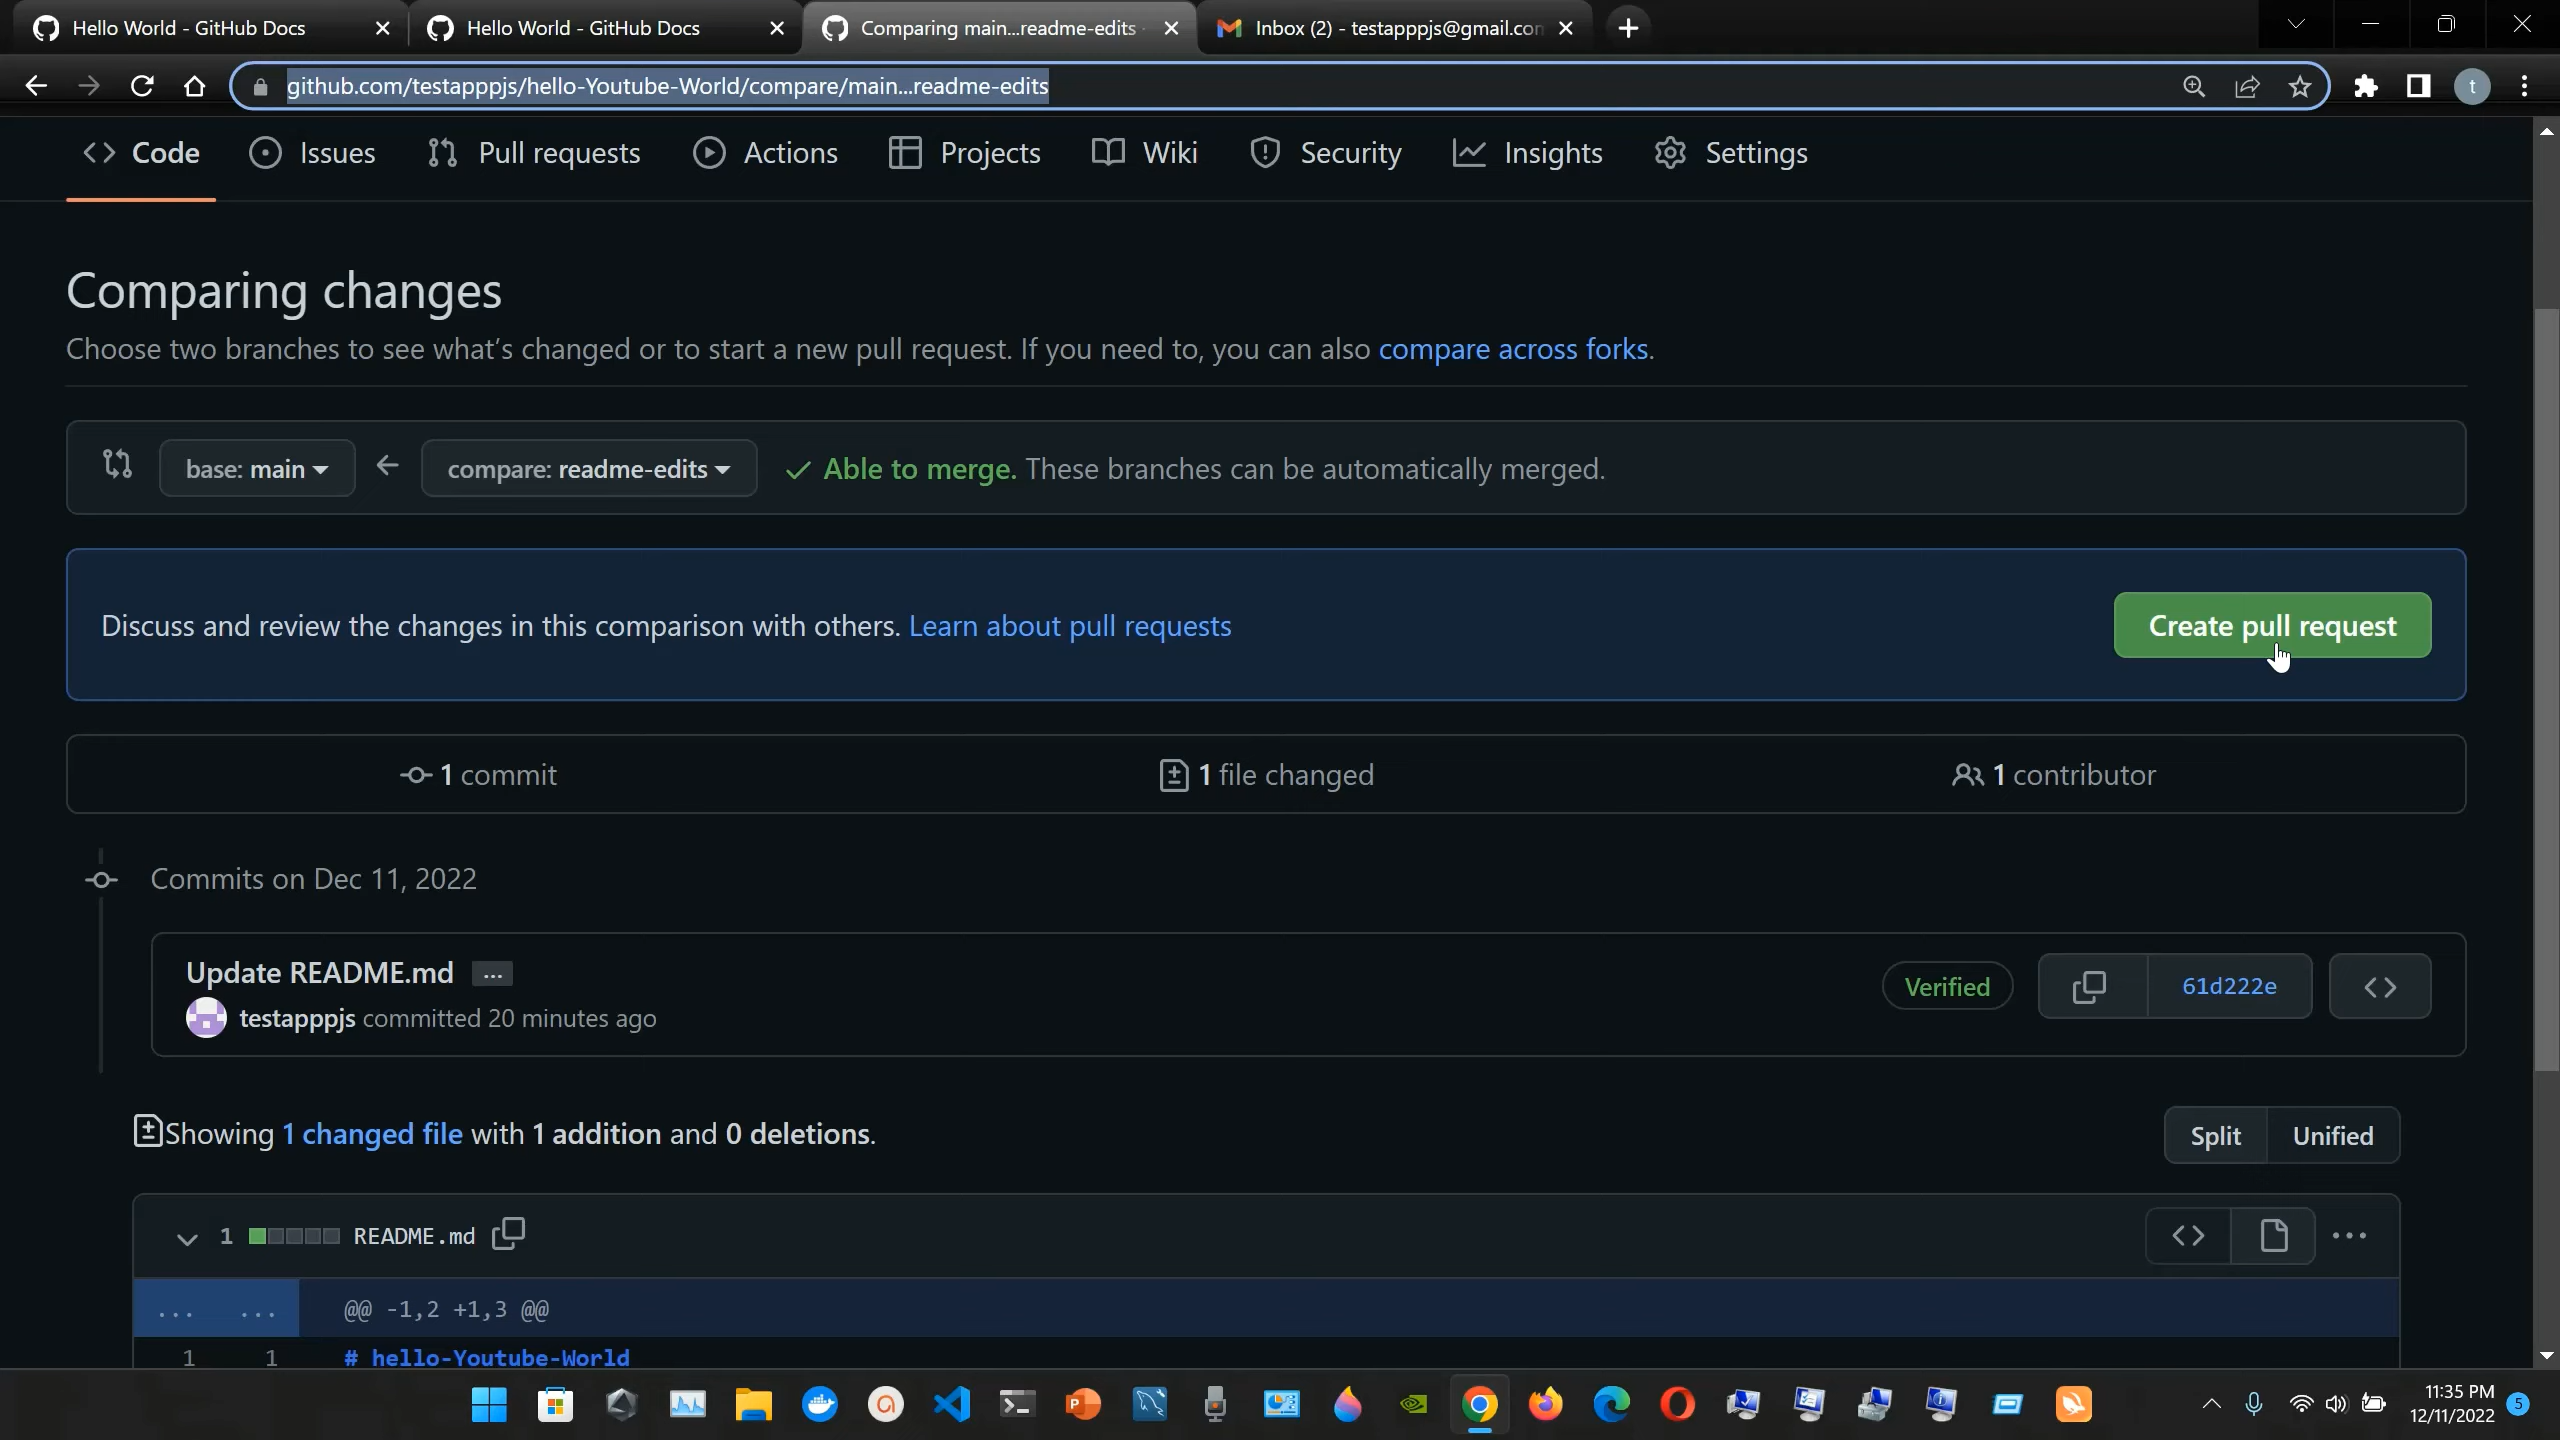 Hello World - GitHub Docs
Hello World - GitHub Docs
Comparing main...readme-edits
Inbox (2) - testapppjs@gmail.con
github.com/testapppjs/hello-Youtube-World/compare/main...readme-edits
t
Code Issues Pull requests Actions Projects Wiki Security Insights Settings
Comparing changes
Choose two branches to see what's changed or to start a new pull request. If you need to, you can also compare across forks.
base: main compare: readme-edits Able to merge. These branches can be automatically merged.
Discuss and review the changes in this comparison with others. Learn about pull requests
Create pull request
1 commit 1 file changed 1 contributor
Commits on Dec 11, 2022
Update README.md ...
testapppjs committed 20 minutes ago
Verified 61d222e
Showing 1 changed file with 1 addition and 0 deletions.
Split Unified
1 README.md
... ... @@ -1,2 +1,3 @@
1 1 # hello-Youtube-World
11:35 PM
12/11/2022
5